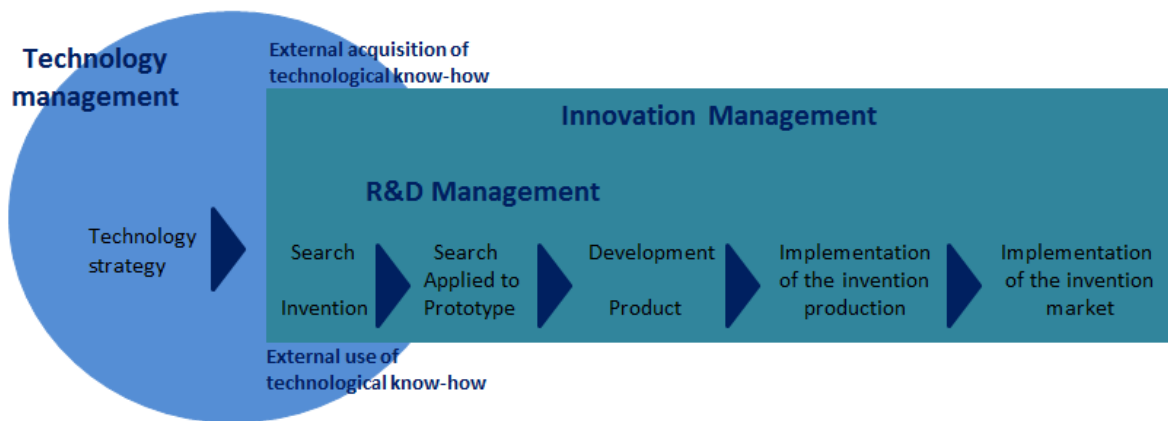 Technology
management
External acquisition of
technological know-how
Innovation Management
R&D Management
Technology
strategy
Search
Invention
Search
Applied to
Prototype
Development
Product
Implementation
of the invention
production
Implementation
of the invention
market
External use of
technological know-how